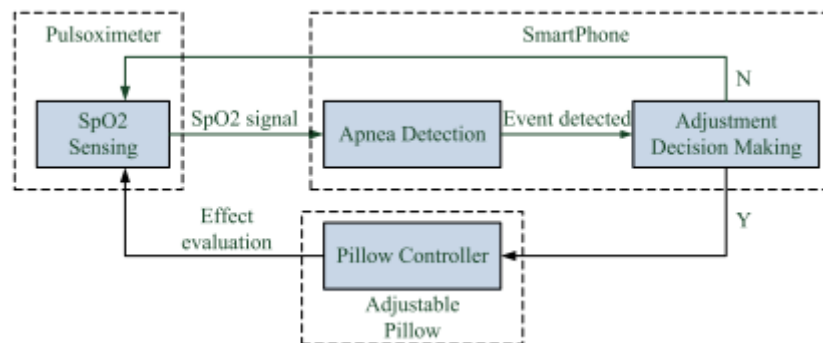 Pulsoximeter
SmartPhone
N
SpO2
Sensing
SpO2 signal
Apnea Detection
Event detected
Adjustment
Decision Making
Effect
evaluation
Y
Pillow Controller
Adjustable
Pillow